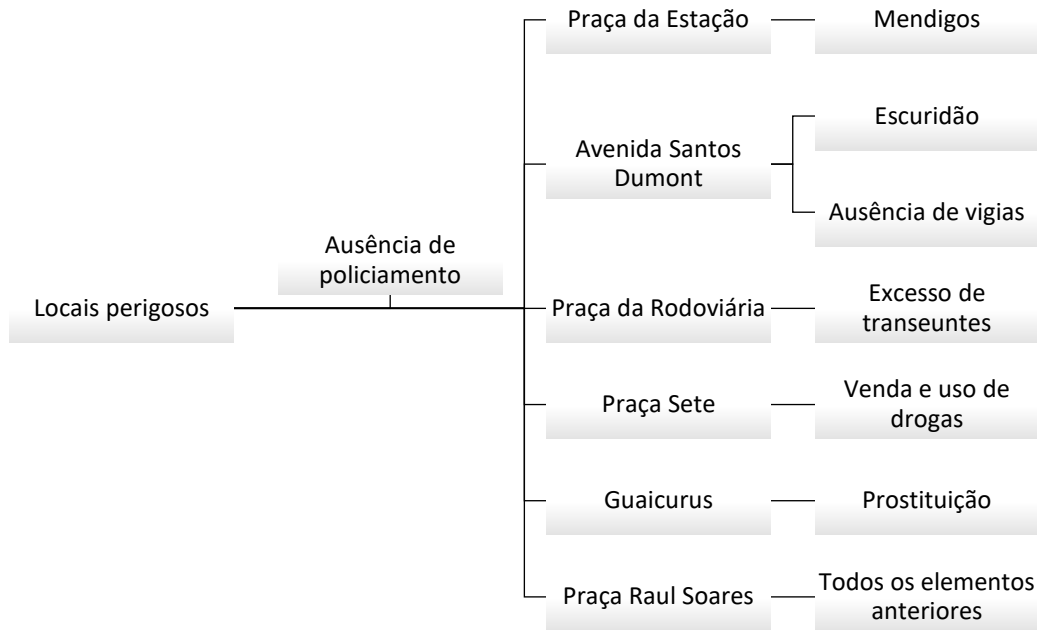 Locais perigosos
Ausência de
policiamento
Praça da Estação
Mendigos
Avenida Santos
Dumont
Escuridão
Ausência de vigias
Praça da Rodoviária
Excesso de
transeuntes
Praça Sete
Venda e uso de
drogas
Guaicurus
Prostituição
Praça Raul Soares
Todos os elementos
anteriores